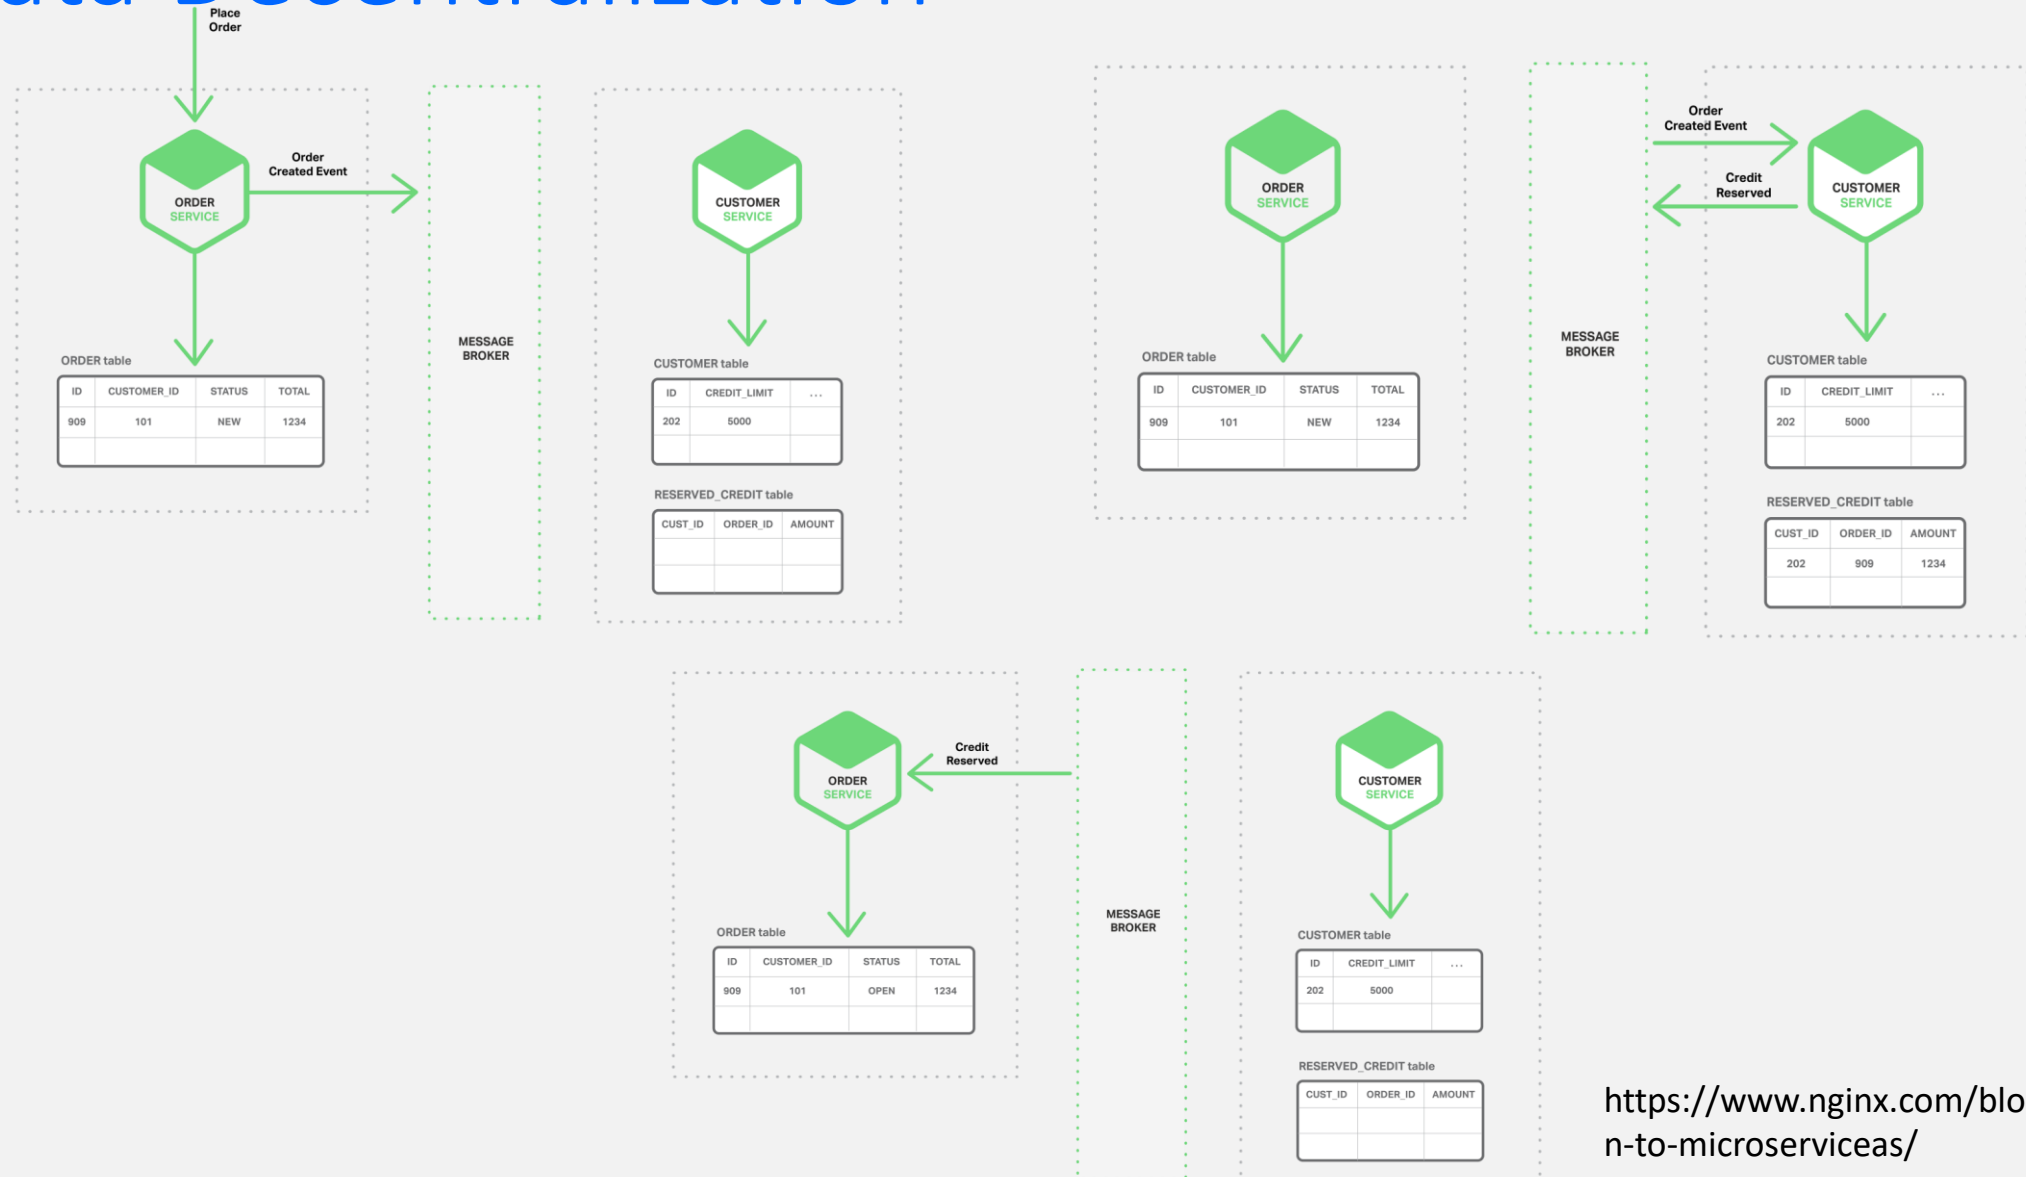 ata Decentralization
Place
Order
Order
Created Event
ORDER
SERVICE
ORDER table
ID CUSTOMER_ID STATUS TOTAL
909 101 NEW 1234
MESSAGE
BROKER
CUSTOMER
SERVICE
CUSTOMER table
ID CREDIT_LIMIT ...
202 5000
RESERVED_CREDIT table
CUST_ID ORDER_ID AMOUNT
ORDER
SERVICE
ORDER table
ID CUSTOMER_ID STATUS TOTAL
909 101 NEW 1234
MESSAGE
BROKER
Order
Created Event
Credit
Reserved
CUSTOMER
SERVICE
CUSTOMER table
ID CREDIT_LIMIT ...
202 5000
RESERVED_CREDIT table
CUST_ID ORDER_ID AMOUNT
202 909 1234
ORDER
SERVICE
Credit
Reserved
ORDER table
ID CUSTOMER_ID STATUS TOTAL
909 101 OPEN 1234
MESSAGE
BROKER
CUSTOMER
SERVICE
CUSTOMER table
ID CREDIT_LIMIT ...
202 5000
RESERVED_CREDIT table
CUST_ID ORDER_ID AMOUNT
https://www.nginx.com/blo
n-to-microserviceas/